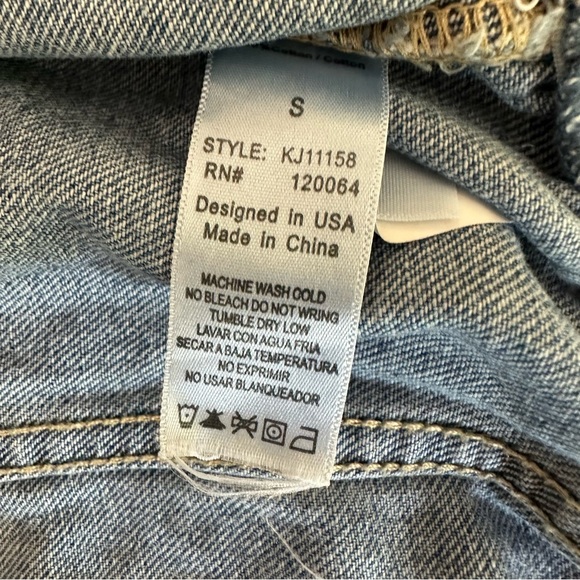 S
STYLE: KJ11158
RN# 120064
Designed in USA
Made in China
MACHINE WASH COLD
NO BLEACH DO NOT WRING
TUMBLE DRY LOW
LAVAR CON AGUA FRIA
SECAR A BAJA TEMPERATURA
NO EXPRIMIR
NO USAR BLANQUEADOR